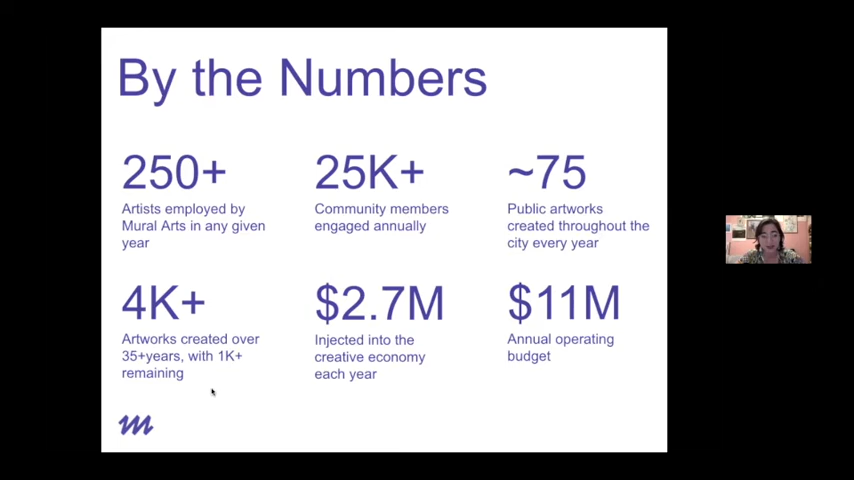 By the Numbers
250+
Artists employed by
Mural Arts in any given
year
25K+
Community members
engaged annually
~75
Public artworks
created throughout the
city every year
4K+
Artworks created over
35+years, with 1K+
remaining
$2.7M
Injected into the
creative economy
each year
$11M
Annual operating
budget
m